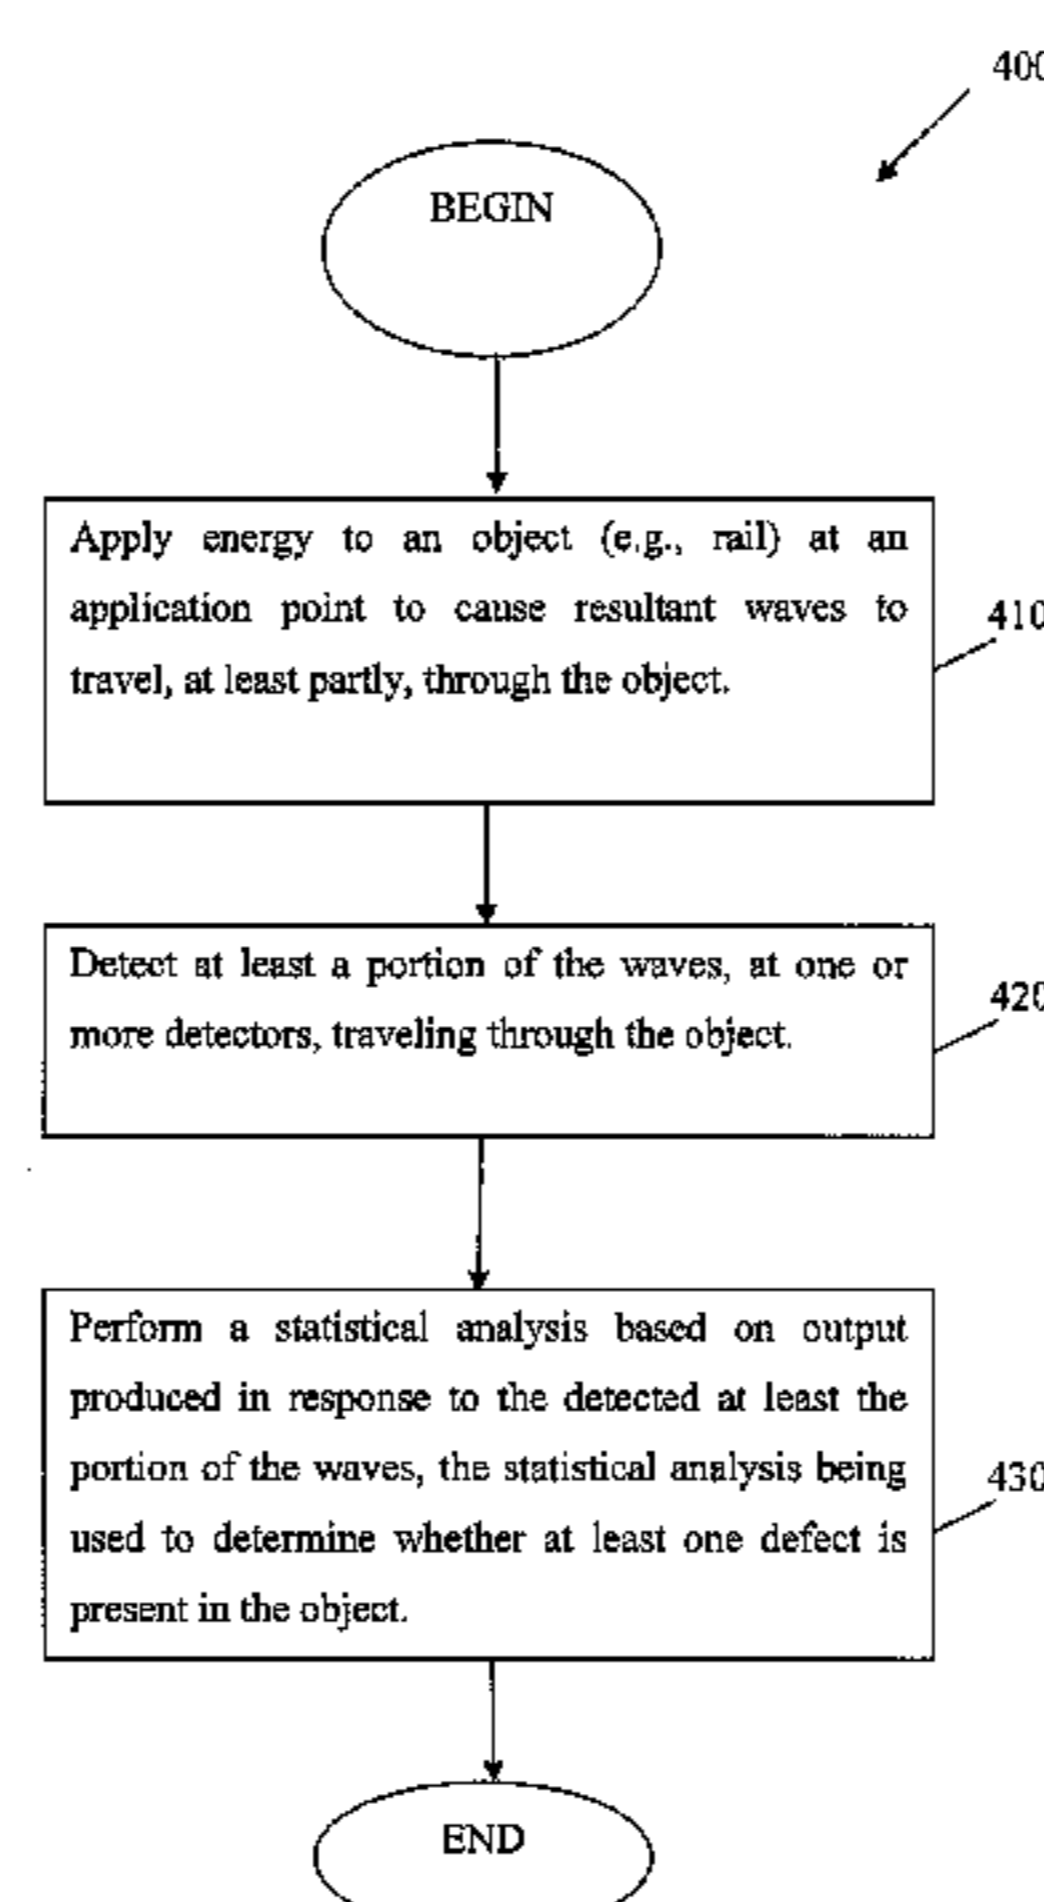 400
BEGIN
Apply energy to an object (e.g., rail) at an
application point to cause resultant waves to
travel, at least partly, through the object.
410
Detect at least a portion of the waves, at one or
more detectors, traveling through the object.
420
Perform a statistical analysis based on output
produced in response to the detected at least the
portion of the waves, the statistical analysis being
used to determine whether at least one defect is
present in the object.
430
END